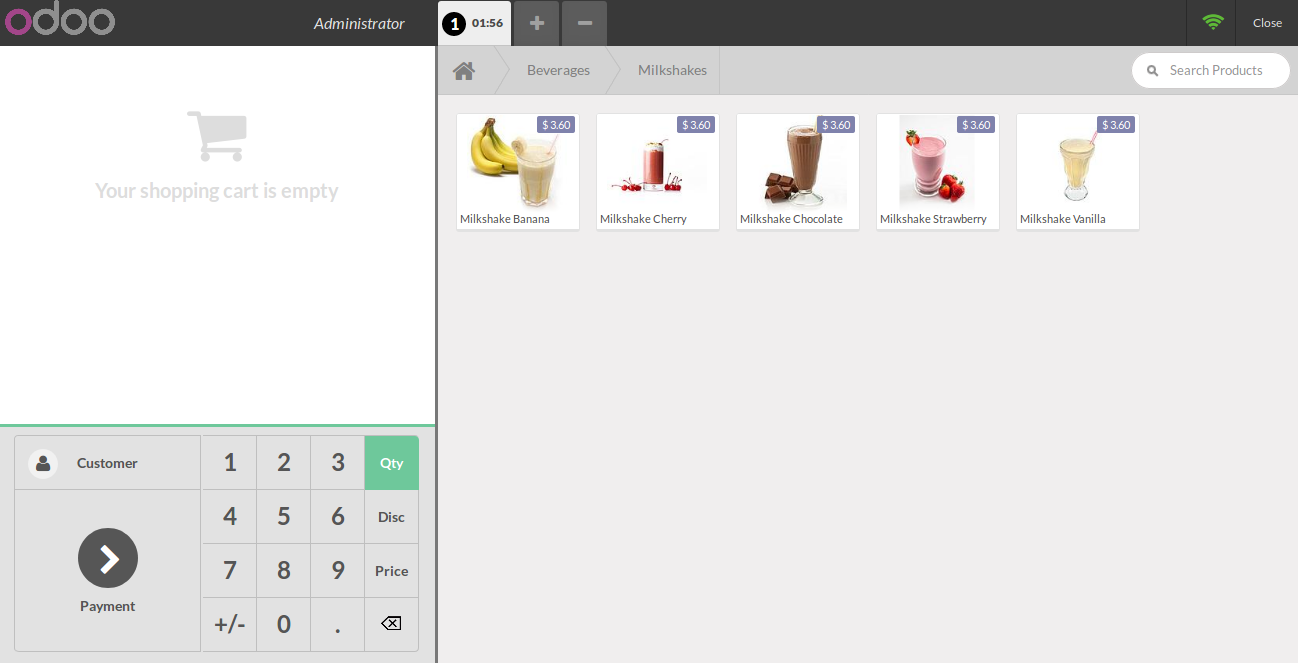 odoo
Administrator
1 01:56
Close
Beverages
Milkshakes
Search Products
Your shopping cart is empty
$ 3.60
Milkshake Banana
$ 3.60
Milkshake Cherry
$ 3.60
Milkshake Chocolate
$ 3.60
Milkshake Strawberry
$ 3.60
Milkshake Vanilla
Customer
Payment
1 2 3 Qty
4 5 6 Disc
7 8 9 Price
+/- 0 .